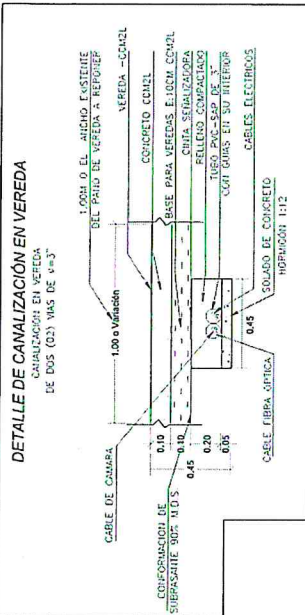 DETALLE DE CANALIZACIÓN EN VEREDA
CANALIZACIÓN EN VEREDA
DE DOS (02) VIAS DE ø=3"
1.00M O EL ANCHO EXISTENTE
DEL PAÑO DE VEREDA A REPONER
VEREDA -CCM2L
CONCRETO CCM2L
BASE PARA VEREDAS E:10CM CCM2L
CINTA SEÑALIZADORA
RELLENO COMPACTADO
TUBO PVC-SAP DE 3"
CON GUIAS EN SU INTERIOR
CABLES ELECTRICOS
SOLADO DE CONCRETO
HORMIGÓN 1:12
1.00 o Variación
CABLE DE CAMARA
0.10
0.10
0.20
0.05
0.45
0.45
CONFORMACION DE
SUBRASANTE 90% M.D.S
CABLE FIBRA OPTICA